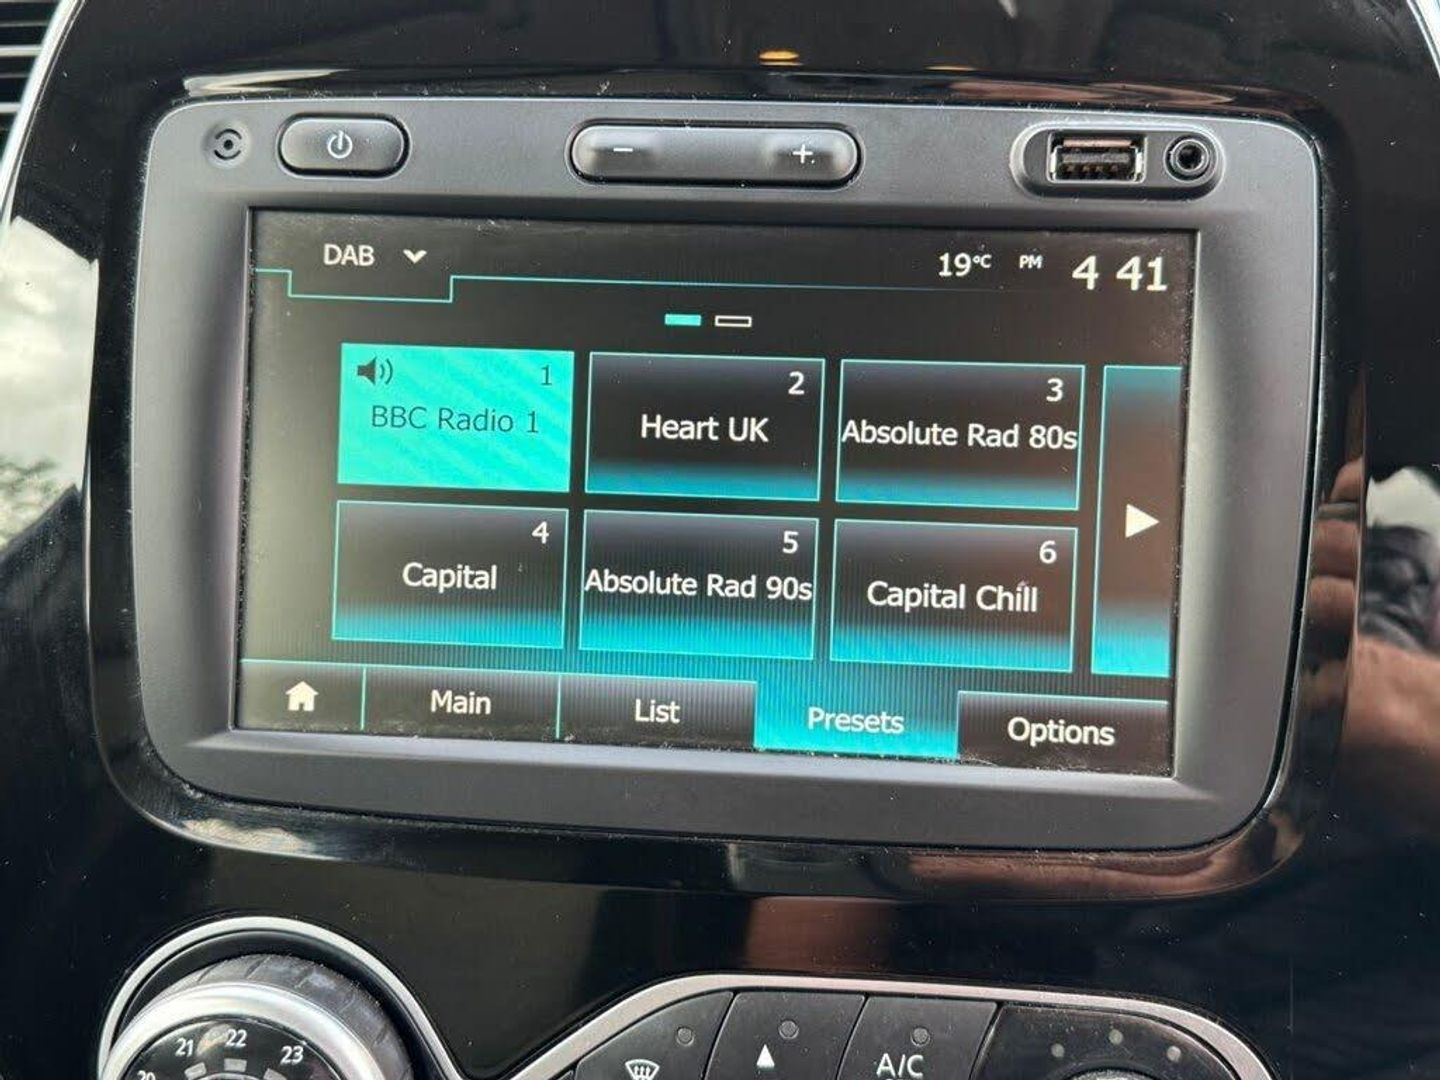 DAB 19°C PM 4 41
1 2 3
BBC Radio 1 Heart UK Absolute Rad 80s
4 5 6
Capital Absolute Rad 90s Capital Chill
Main List Presets Options
20 21 22 23
A/C